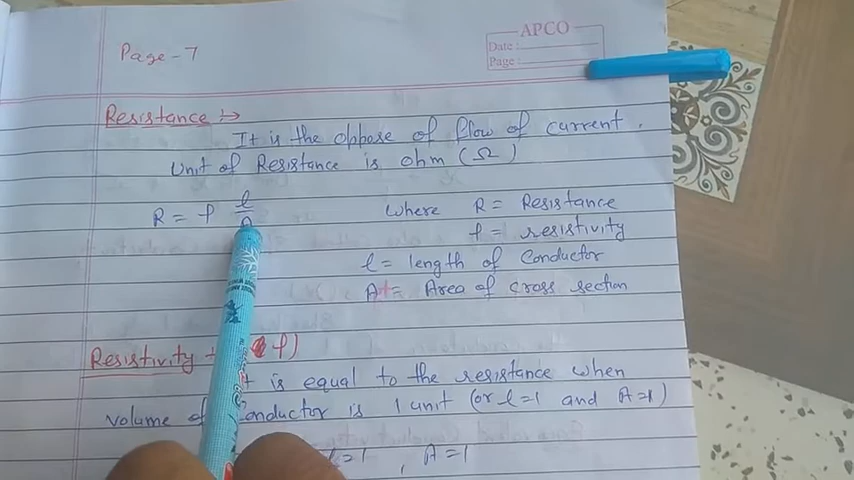 APCO
Date :
Page :
Page-7
Resistance :→
It is the oppose of flow of current.
Unit of Resistance is ohm (Ω)
R = ρ l/A
where R = Resistance
ρ = resistivity
l = length of Conductor
A = Area of cross section
Resistivity ρ)
is equal to the resistance when
volume of Conductor is 1 unit (or l=1 and A=1)
l=1 , A=1